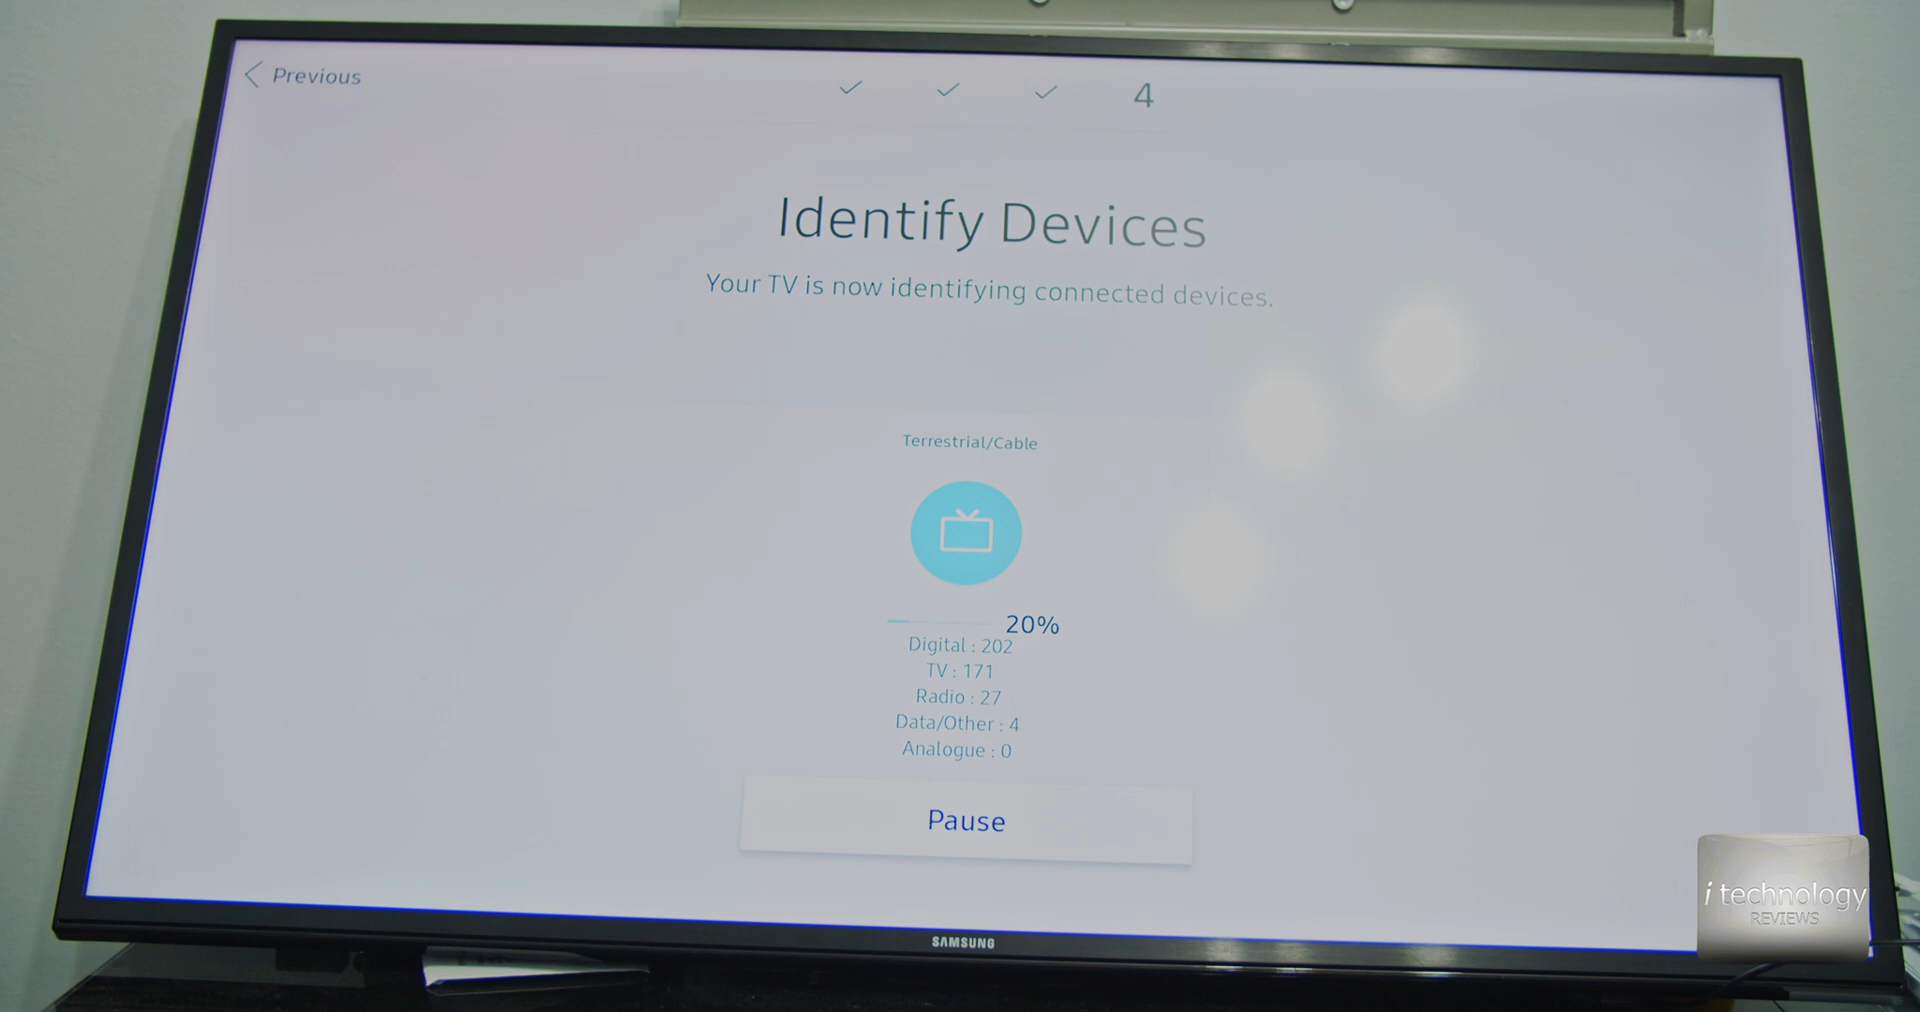 Previous
4
Identify Devices
Your TV is now identifying connected devices.
Terrestrial/Cable
20%
Digital : 202
TV : 171
Radio : 27
Data/Other : 4
Analogue : 0
Pause
SAMSUNG
i technology
REVIEWS